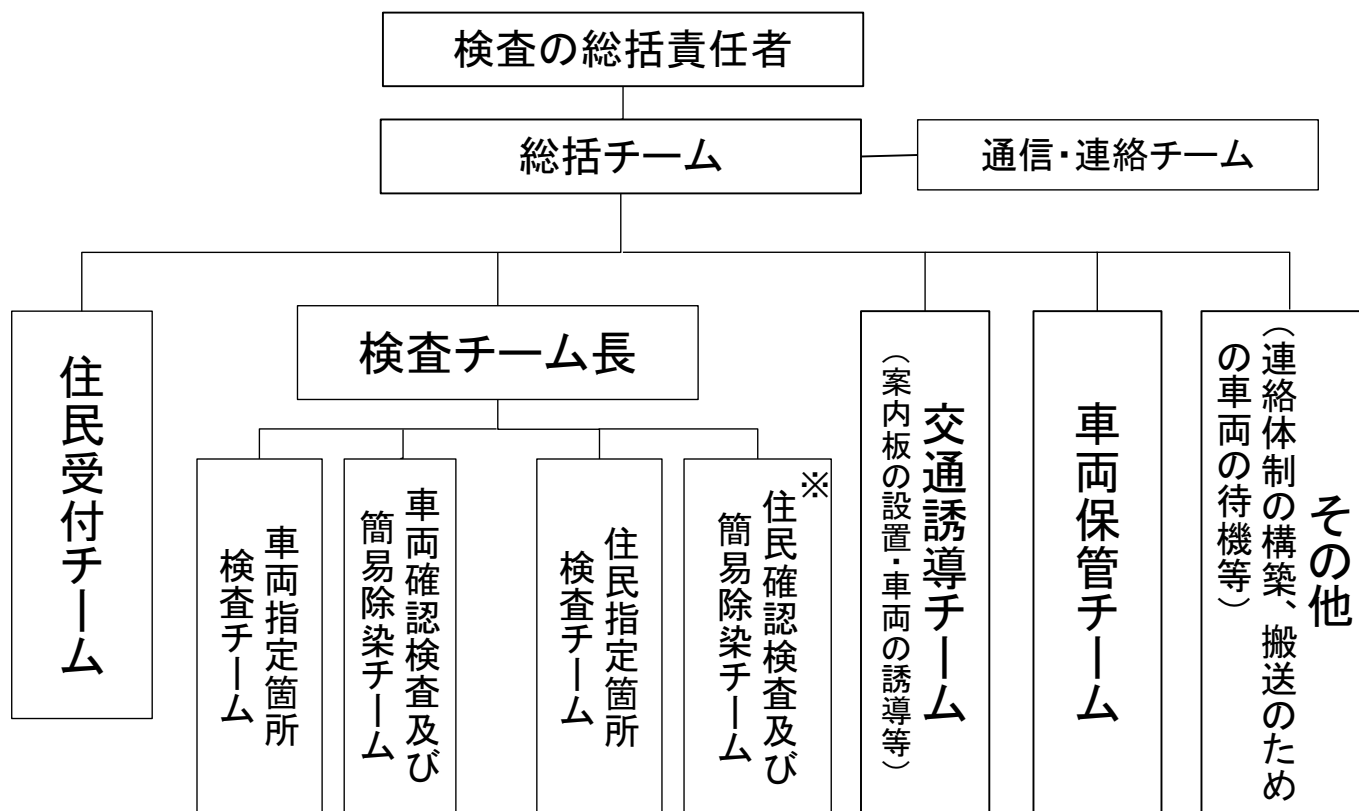 検査の総括責任者
総括チーム
通信・連絡チーム
住民受付チーム
検査チーム長
車両指定箇所
検査チーム
車両確認検査及び
簡易除染チーム
住民指定箇所
検査チーム
※
住民確認検査及び
簡易除染チーム
交通誘導チーム
（案内板の設置・車両の誘導等）
車両保管チーム
その他
（連絡体制の構築、搬送のため
の車両の待機等）